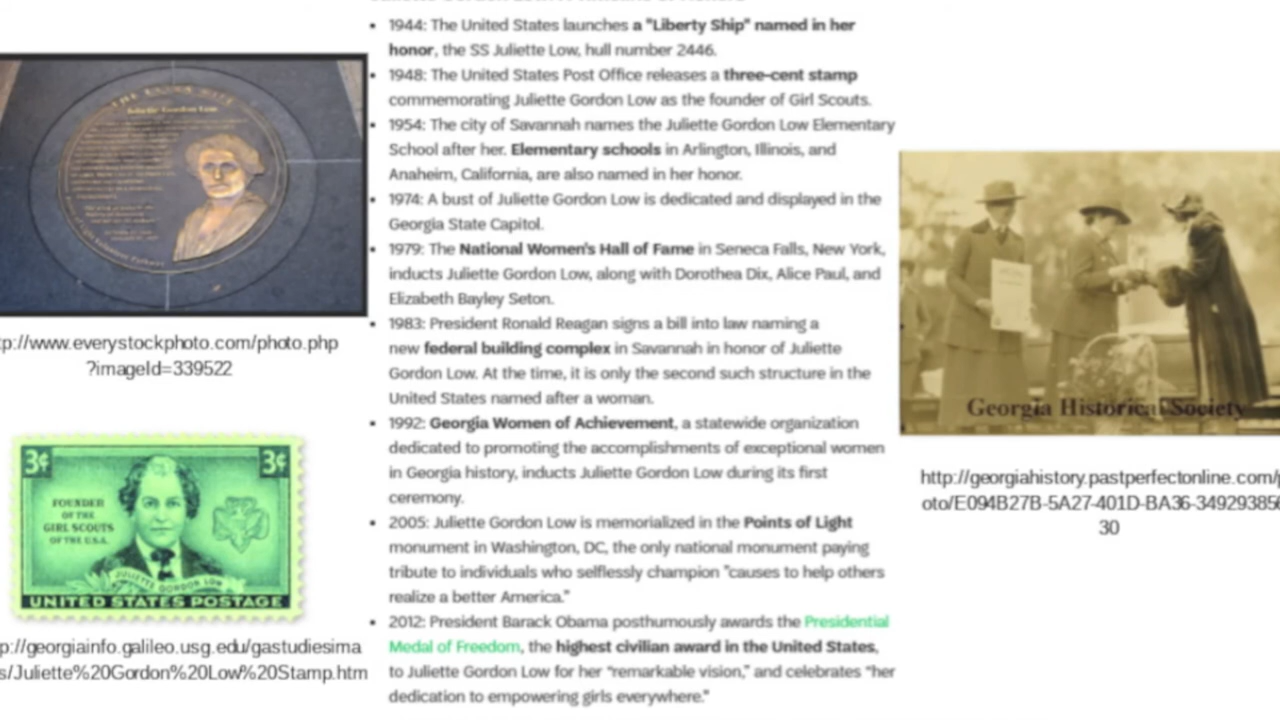 • 1944: The United States launches a "Liberty Ship" named in her
honor, the SS Juliette Low, hull number 2446.
• 1948: The United States Post Office releases a three-cent stamp
commemorating Juliette Gordon Low as the founder of Girl Scouts.
• 1954: The city of Savannah names the Juliette Gordon Low Elementary
School after her. Elementary schools in Arlington, Illinois, and
Anaheim, California, are also named in her honor.
• 1974: A bust of Juliette Gordon Low is dedicated and displayed in the
Georgia State Capitol.
• 1979: The National Women's Hall of Fame in Seneca Falls, New York,
inducts Juliette Gordon Low, along with Dorothea Dix, Alice Paul, and
Elizabeth Bayley Seton.
• 1983: President Ronald Reagan signs a bill into law naming a
new federal building complex in Savannah in honor of Juliette
Gordon Low. At the time, it is only the second such structure in the
United States named after a woman.
• 1992: Georgia Women of Achievement, a statewide organization
dedicated to promoting the accomplishments of exceptional women
in Georgia history, inducts Juliette Gordon Low during its first
ceremony.
• 2005: Juliette Gordon Low is memorialized in the Points of Light
monument in Washington, DC, the only national monument paying
tribute to individuals who selflessly champion "causes to help others
realize a better America."
• 2012: President Barack Obama posthumously awards the Presidential
Medal of Freedom, the highest civilian award in the United States,
to Juliette Gordon Low for her "remarkable vision," and celebrates "her
dedication to empowering girls everywhere."
Juliette Gordon Low
tp://www.everystockphoto.com/photo.php
?imageId=339522
3¢ 3¢
FOUNDER
OF THE
GIRL SCOUTS
OF THE U.S.A.
JULIETTE GORDON LOW
UNITED STATES POSTAGE
p://georgiainfo.galileo.usg.edu/gastudiesima
s/Juliette%20Gordon%20Low%20Stamp.htm
Georgia Historical Society
http://georgiahistory.pastperfectonline.com/p
oto/E094B27B-5A27-401D-BA36-349293856
30